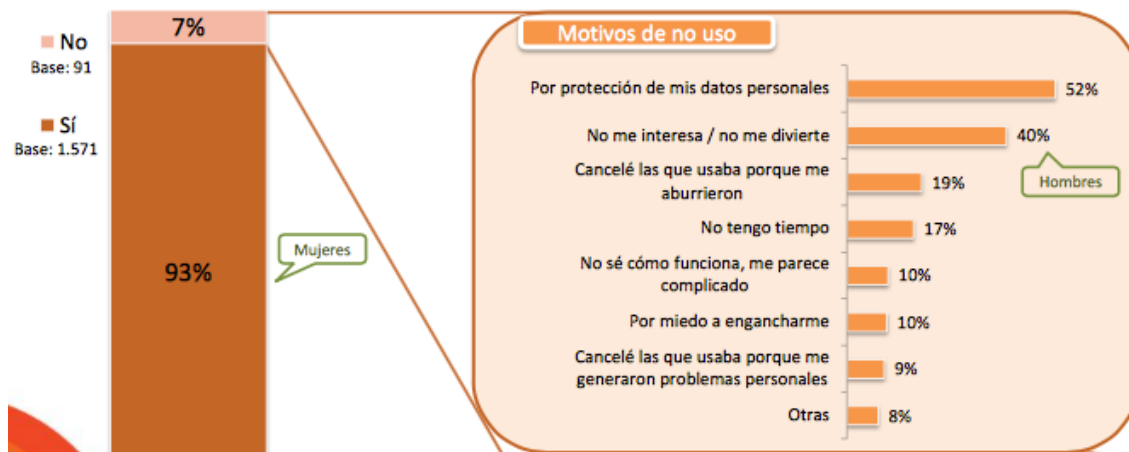 7%
No
Base: 91
Sí
Base: 1.571
93%
Mujeres
Motivos de no uso
Por protección de mis datos personales
52%
No me interesa / no me divierte
40%
Hombres
Cancelé las que usaba porque me
aburrieron
19%
No tengo tiempo
17%
No sé cómo funciona, me parece
complicado
10%
Por miedo a engancharme
10%
Cancelé las que usaba porque me
generaron problemas personales
9%
Otras
8%